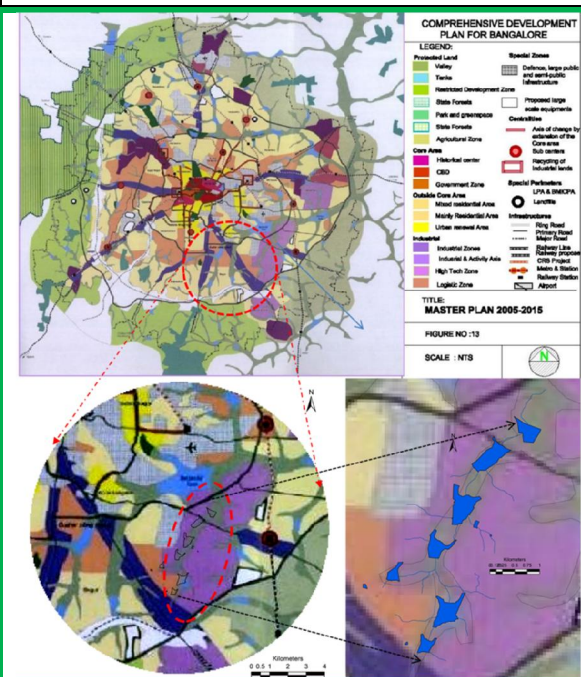 COMPREHENSIVE DEVELOPMENT
PLAN FOR BANGALORE
LEGEND:
Protected Land
Valley
Tanks
Restricted Development Zone
State Forests
Park and greenspace
State Forests
Agricultural Zone
Core Area
Historical center
CBD
Government Zone
Outside Core Area
Mixed residential Area
Mainly Residential Area
Urban renewal Area
Industrial
Industrial Zones
Industrial & Activity Axis
High Tech Zone
Logistic Zone
Special Zones
Defence, large public
and semi-public
Infrastructure
Proposed large
scale equipments
Centralities
Axis of change by
extension of the
Core area
Sub centers
Recycling of
Industrial lands
Special Perimeters
LPA & BMICPA
Landfills
Infrastructures
Ring Road
Primary Road
Major Road
Railway Line
Railway propose
CRS Project
Metro & Station
Railway Station
Airport
TITLE:
MASTER PLAN 2005-2015
FIGURE NO :13
SCALE : NTS
N
N
Begur
Kilometers
0 0.5 1 2 3 4
Kilometers